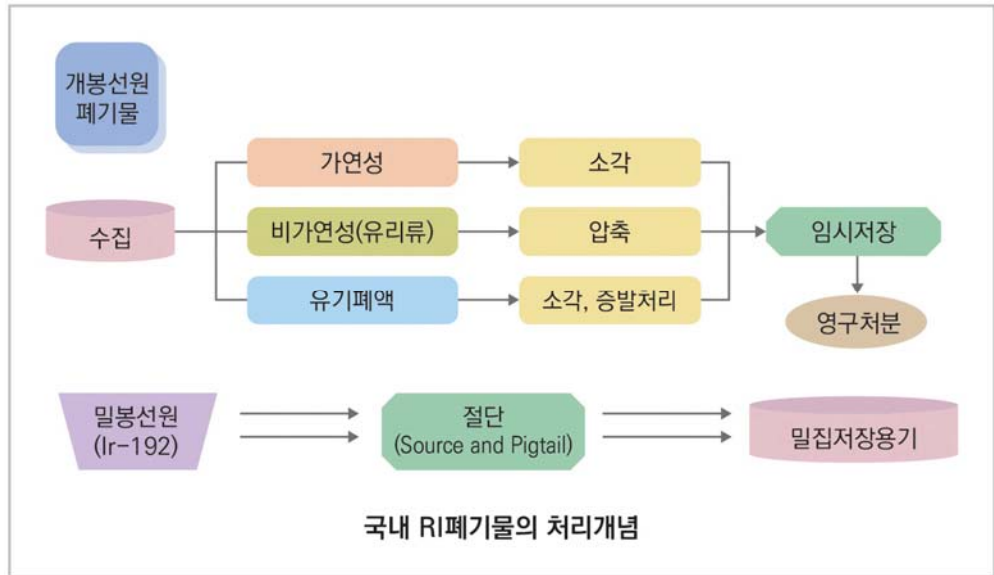 개봉선원
폐기물
수집
가연성
소각
비가연성(유리류)
압축
유기폐액
소각, 증발처리
임시저장
영구처분
밀봉선원
(Ir-192)
절단
(Source and Pigtail)
밀집저장용기
국내 RI폐기물의 처리개념